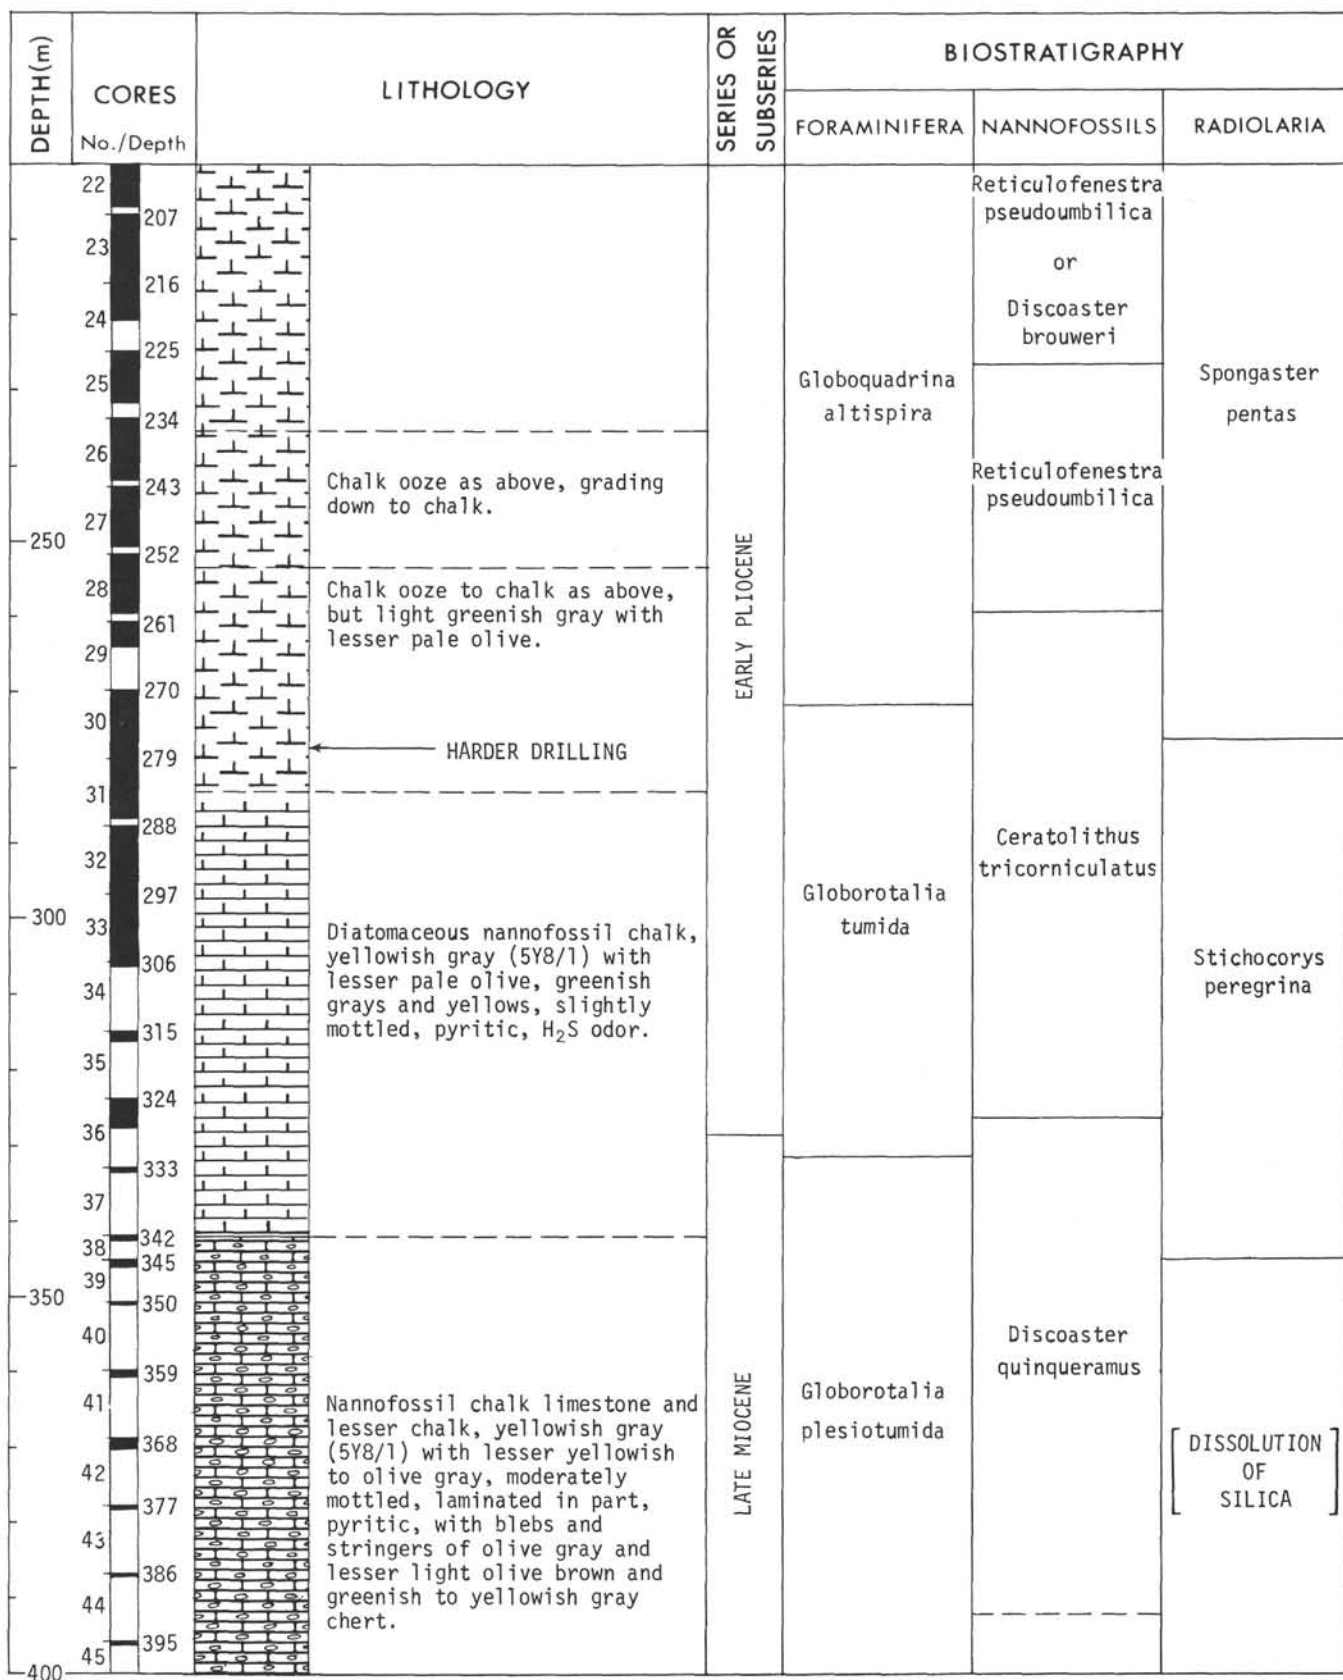 DEPTH(m)
CORES
No./Depth
LITHOLOGY
SERIES OR
SUBSERIES
BIOSTRATIGRAPHY
FORAMINIFERA
NANNOFOSSILS
RADIOLARIA
22
207
23
216
24
225
25
234
26
243
27
250
252
28
261
29
270
30
279
31
288
32
297
300
33
306
34
315
35
324
36
333
37
342
38
345
39
350
350
40
359
41
368
42
377
43
386
44
395
45
400
Chalk ooze as above, grading
down to chalk.
Chalk ooze to chalk as above,
but light greenish gray with
lesser pale olive.
HARDER DRILLING
Diatomaceous nannofossil chalk,
yellowish gray (5Y8/1) with
lesser pale olive, greenish
grays and yellows, slightly
mottled, pyritic, H₂S odor.
Nannofossil chalk limestone and
lesser chalk, yellowish gray
(5Y8/1) with lesser yellowish
to olive gray, moderately
mottled, laminated in part,
pyritic, with blebs and
stringers of olive gray and
lesser light olive brown and
greenish to yellowish gray
chert.
EARLY PLIOCENE
LATE MIOCENE
Globoquadrina
altispira
Globorotalia
tumida
Globorotalia
plesiotumida
Reticulofenestra
pseudoumbilica
or
Discoaster
brouweri
Reticulofenestra
pseudoumbilica
Ceratolithus
tricorniculatus
Discoaster
quinqueramus
Spongaster
pentas
Stichocorys
peregrina
[DISSOLUTION
OF
SILICA]